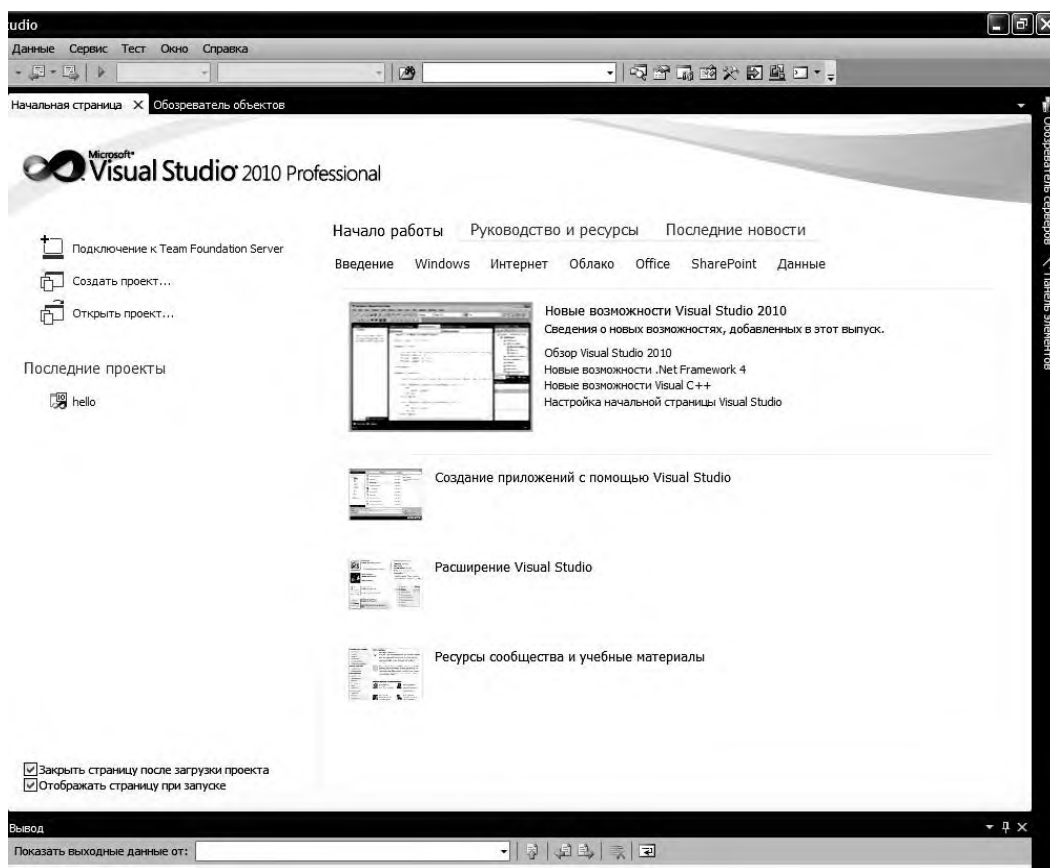 udio
Данные Сервис Тест Окно Справка
Начальная страница Обозреватель объектов
Обозреватель серверов
Панель элементов
Microsoft
Visual Studio 2010 Professional
Подключение к Team Foundation Server
Создать проект...
Открыть проект...
Последние проекты
hello
Начало работы Руководство и ресурсы Последние новости
Введение Windows Интернет Облако Office SharePoint Данные
Новые возможности Visual Studio 2010
Сведения о новых возможностях, добавленных в этот выпуск.
Обзор Visual Studio 2010
Новые возможности .Net Framework 4
Новые возможности Visual C++
Настройка начальной страницы Visual Studio
Создание приложений с помощью Visual Studio
Расширение Visual Studio
Ресурсы сообщества и учебные материалы
Закрыть страницу после загрузки проекта
Отображать страницу при запуске
Вывод
Показать выходные данные от: